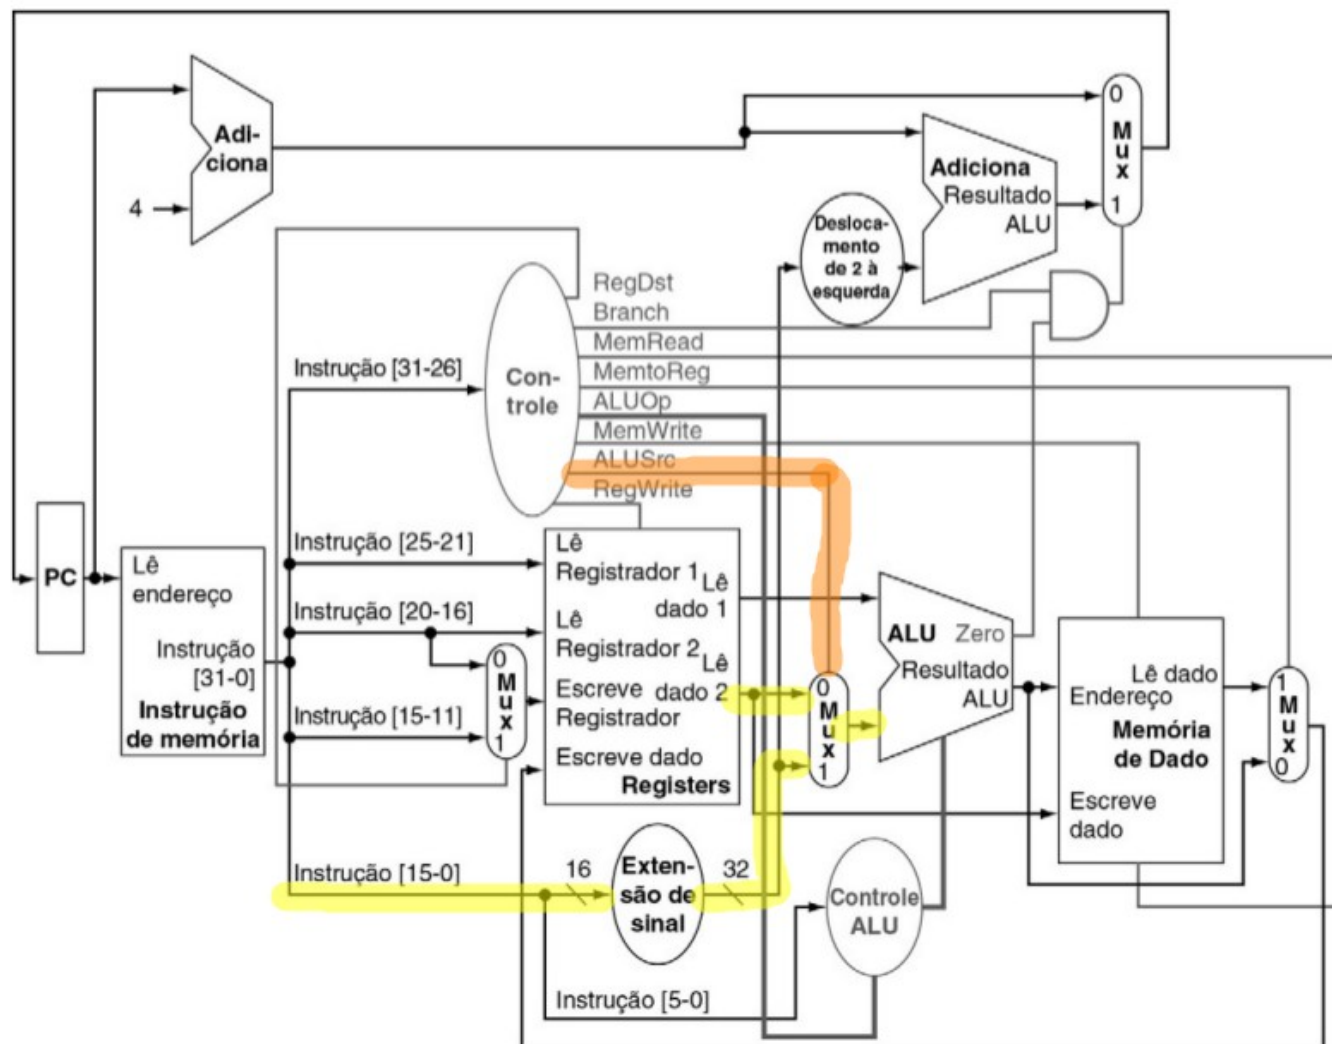 Adi-
ciona
4
0
Mux
1
Adiciona
Resultado
ALU
Desloca-
mento
de 2 à
esquerda
RegDst
Branch
MemRead
MemtoReg
ALUOp
MemWrite
ALUSrc
RegWrite
Con-
trole
Instrução [31-26]
PC
Lê
endereço
Instrução
[31-0]
Instrução
de memória
Instrução [25-21]
Instrução [20-16]
Instrução [15-11]
0
Mux
1
Lê
Registrador 1
Lê
dado 1
Lê
Registrador 2
Lê
dado 2
Escreve
Registrador
Escreve dado
Registers
0
Mux
1
ALU
Zero
Resultado
ALU
Lê dado
Endereço
Memória
de Dado
Escreve
dado
1
Mux
0
Instrução [15-0]
16
Exten-
são de
sinal
32
Controle
ALU
Instrução [5-0]